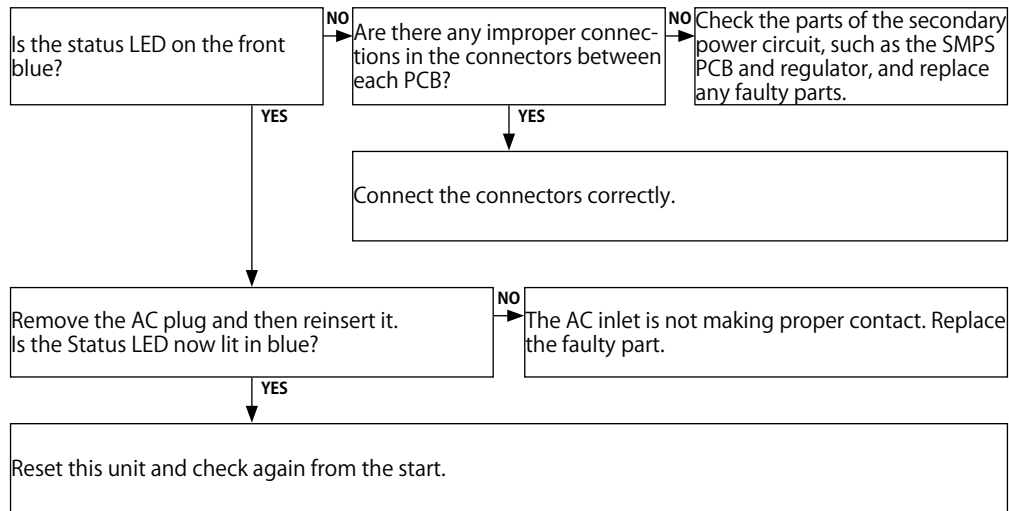 Is the status LED on the front
blue?
NO
Are there any improper connec-
tions in the connectors between
each PCB?
NO
Check the parts of the secondary
power circuit, such as the SMPS
PCB and regulator, and replace
any faulty parts.
YES
YES
Connect the connectors correctly.
Remove the AC plug and then reinsert it.
Is the Status LED now lit in blue?
NO
The AC inlet is not making proper contact. Replace
the faulty part.
YES
Reset this unit and check again from the start.